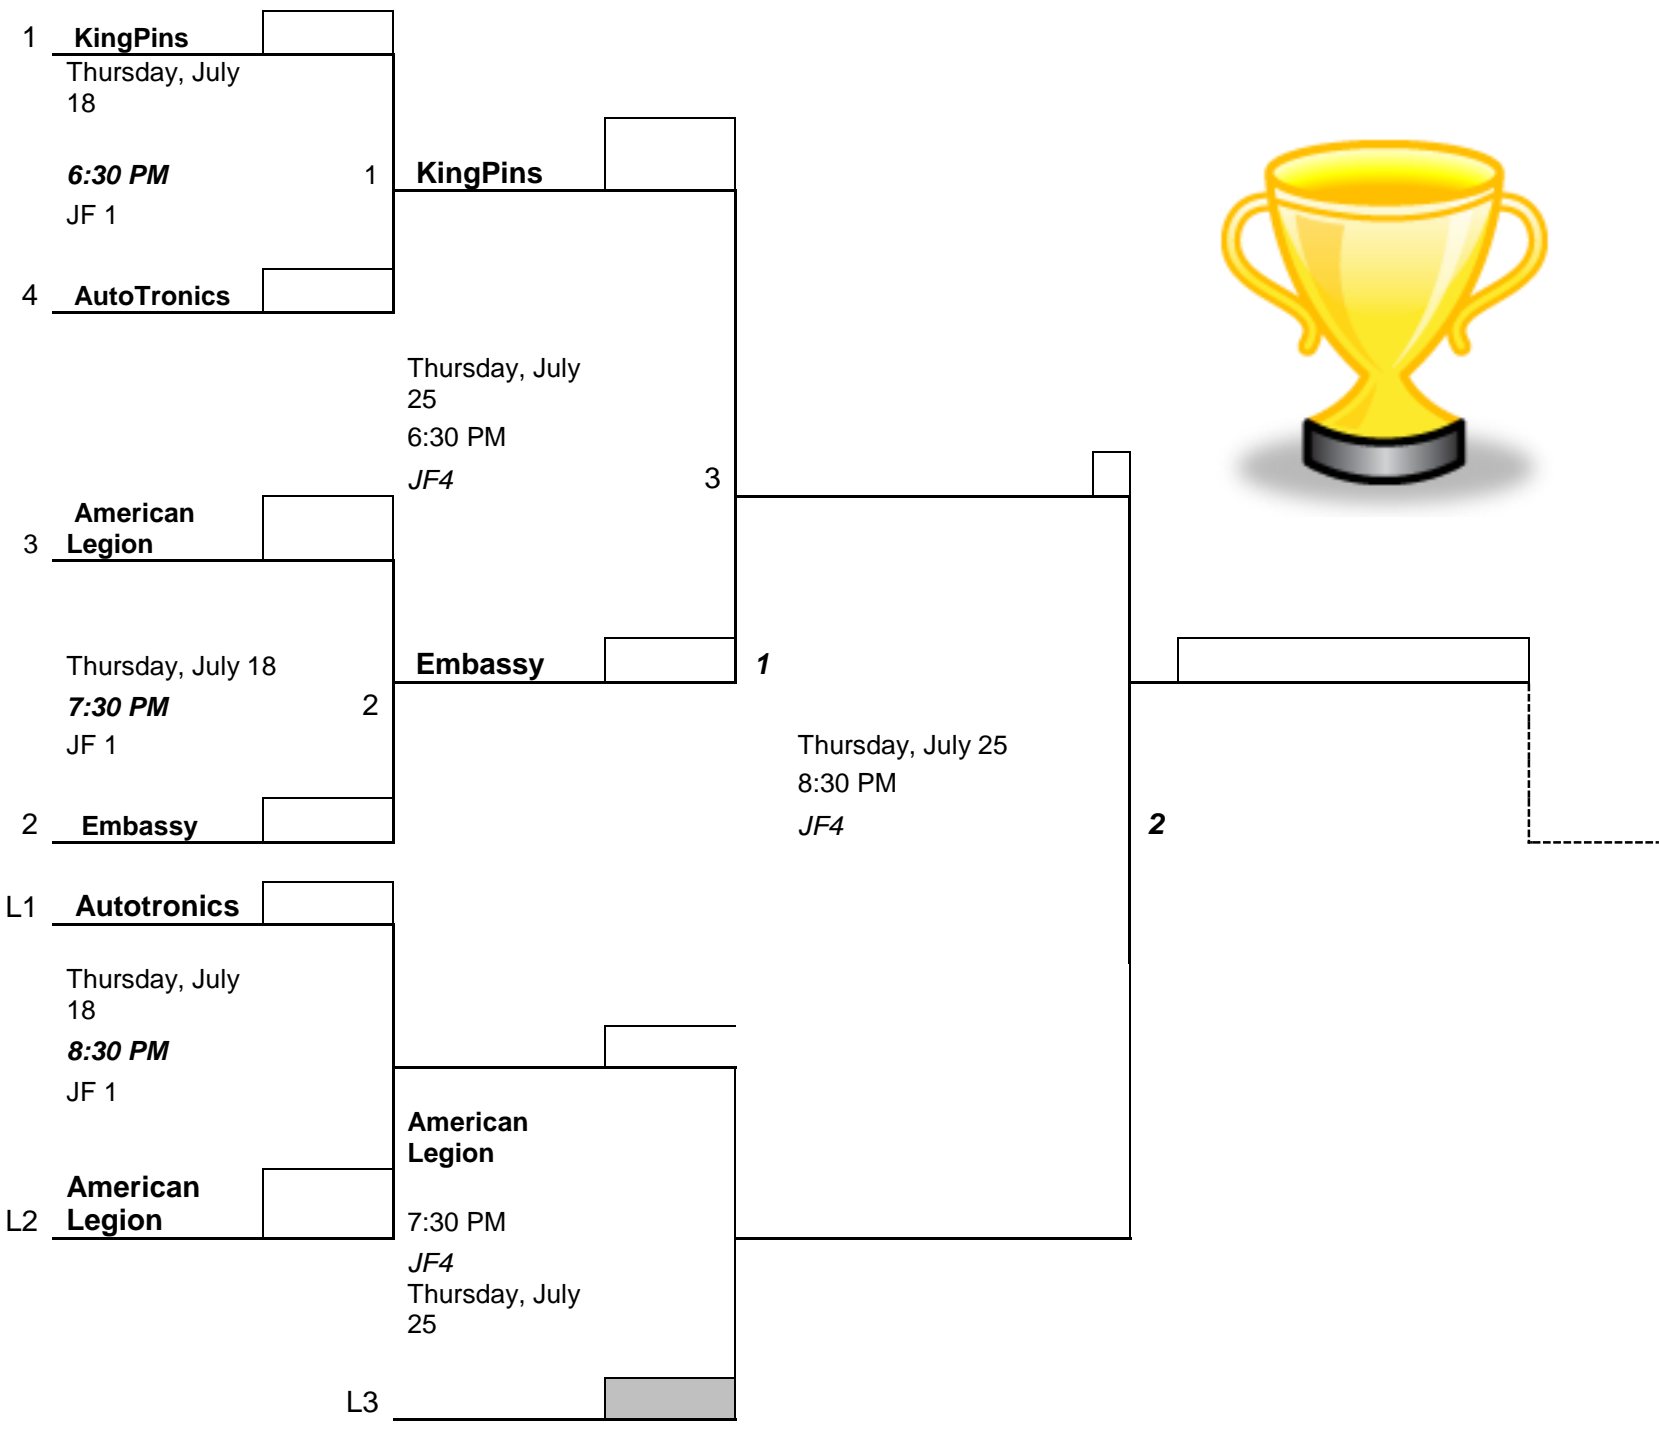 1 KingPins
Thursday, July
18
6:30 PM 1 KingPins
JF 1
4 AutoTronics
Thursday, July
25
6:30 PM
JF4 3
American
3 Legion
Thursday, July 18 Embassy 1
7:30 PM 2
JF 1 Thursday, July 25
8:30 PM
2 Embassy JF4 2
L1 Autotronics
Thursday, July
18
8:30 PM
JF 1
American
Legion
American
L2 Legion 7:30 PM
JF4
Thursday, July
25
L3